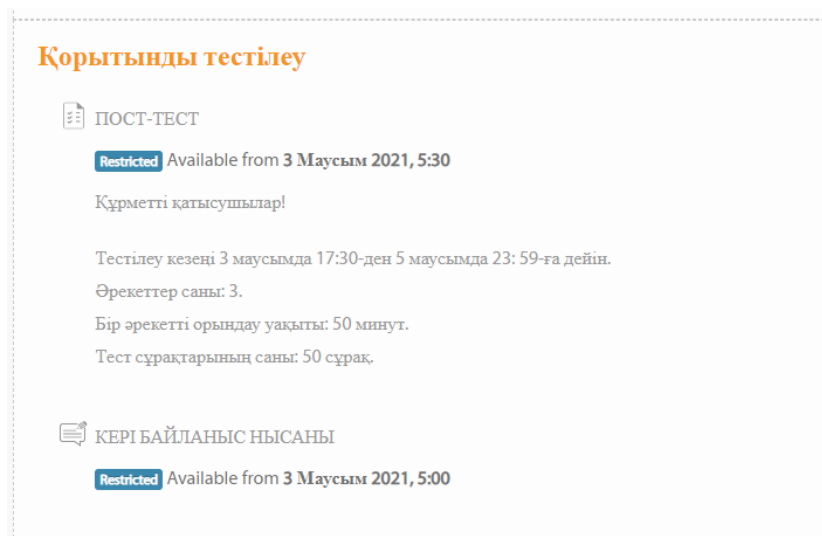 Қорытынды тестілеу
ПОСТ-ТЕСТ
Restricted Available from 3 Маусым 2021, 5:30
Құрметті қатысушылар!
Тестілеу кезеңі 3 маусымда 17:30-ден 5 маусымда 23: 59-ға дейін.
Әрекеттер саны: 3.
Бір әрекетті орындау уақыты: 50 минут.
Тест сұрақтарының саны: 50 сұрақ.
КЕРІ БАЙЛАНЫС НЫСАНЫ
Restricted Available from 3 Маусым 2021, 5:00